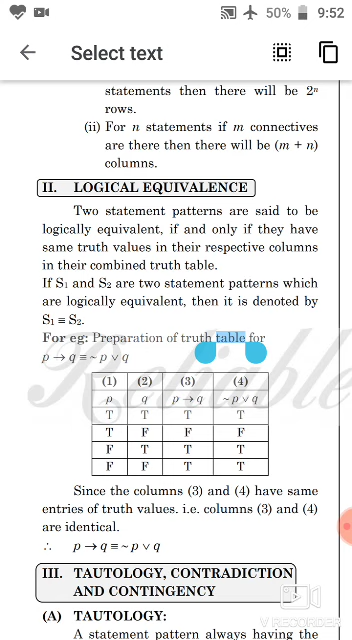 50% 9:52
Select text
statements then there will be 2ⁿ
rows.
(ii) For n statements if m connectives
are there then there will be (m + n)
columns.
II. LOGICAL EQUIVALENCE
Two statement patterns are said to be
logically equivalent, if and only if they have
same truth values in their respective columns
in their combined truth table.
If S₁ and S₂ are two statement patterns which
are logically equivalent, then it is denoted by
S₁ ≡ S₂.
For eg: Preparation of truth table for
p → q ≡ ~ p ∨ q
(1) (2) (3) (4)
p q p → q ~ p ∨ q
T T T T
T F F F
F T T T
F F T T
Reliable
Since the columns (3) and (4) have same
entries of truth values. i.e. columns (3) and (4)
are identical.
∴ p → q ≡ ~ p ∨ q
III. TAUTOLOGY, CONTRADICTION
AND CONTINGENCY
V RECORDER
(A) TAUTOLOGY:
A statement pattern always having the